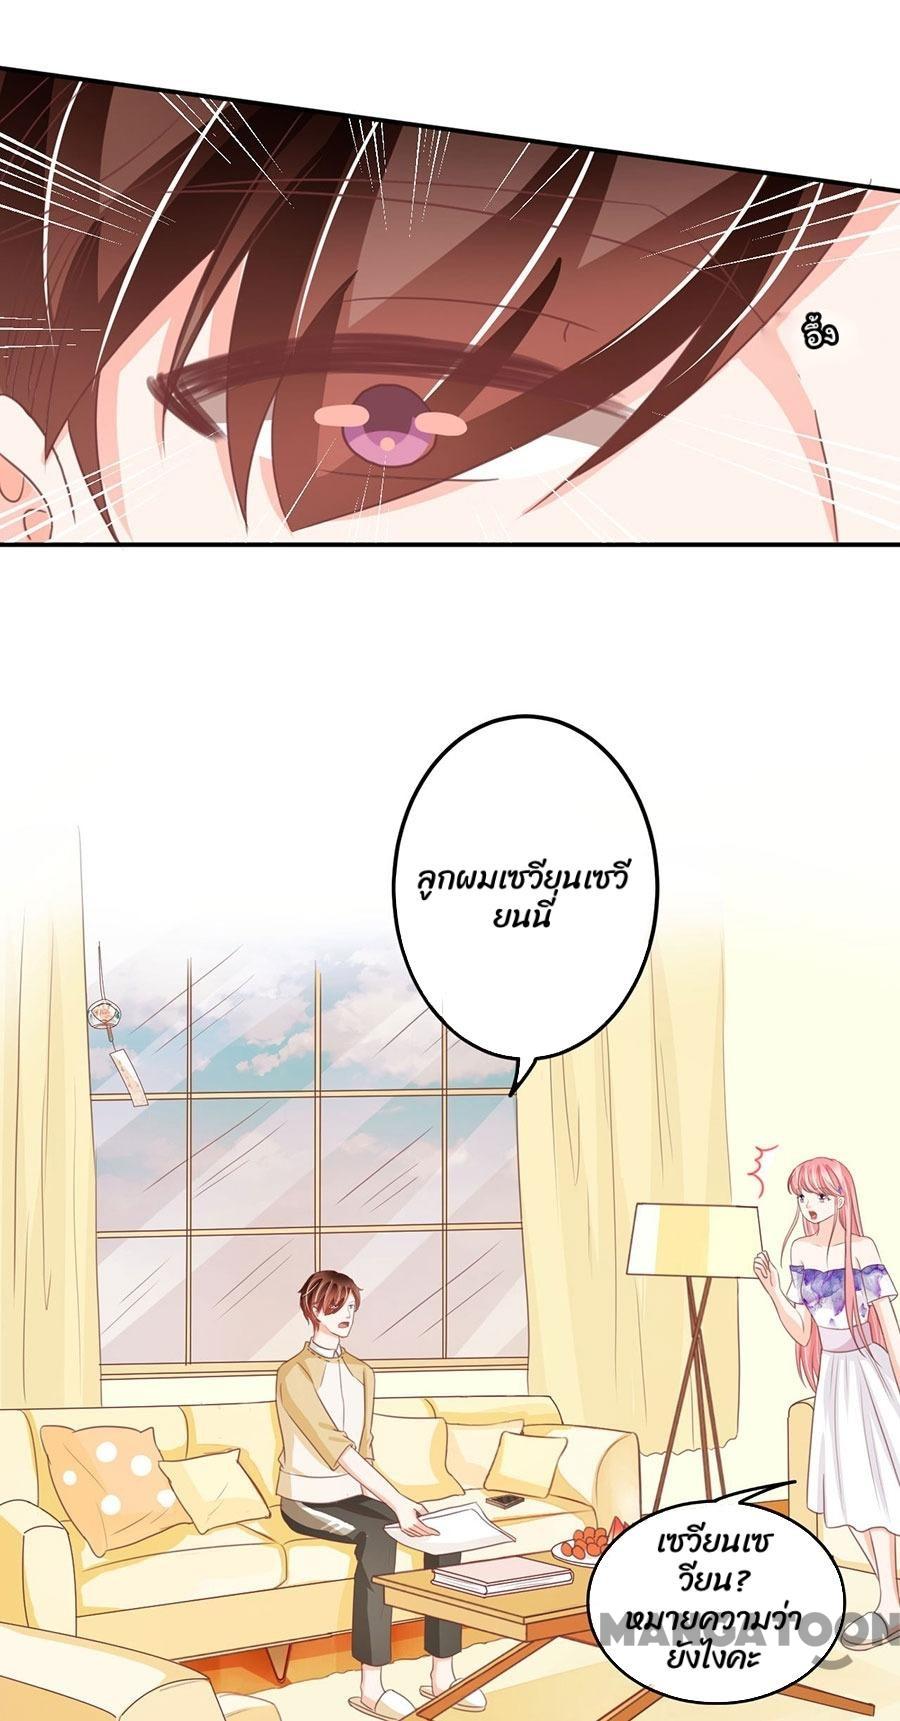 อึ้ง
ลูกผมเซวียนเซวี
ยนนี่
เซวียนเซ
วียน?
หมายความว่า
ยังไงคะ
MANGATOON